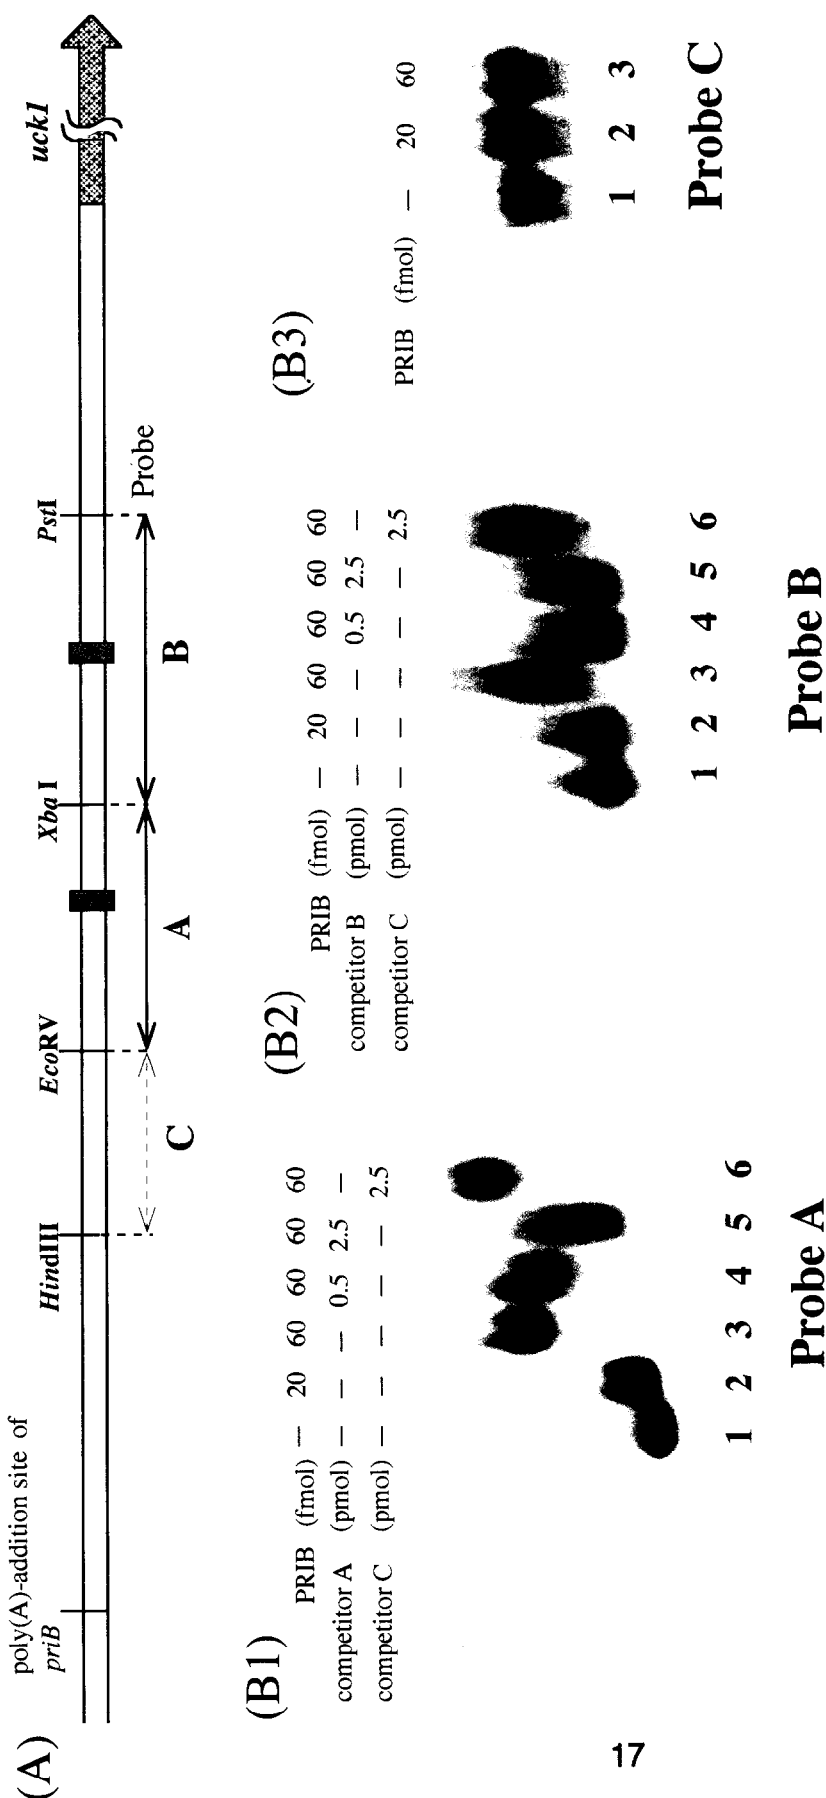 (A)
poly(A)-addition site of
priB
HindIII
EcoRV
Xba I
PstI
uck1
C
A
B
Probe
(B1)
PRIB (fmol) — 20 60 60 60 60
competitor A (pmol) — — — 0.5 2.5 —
competitor C (pmol) — — — — — 2.5
1 2 3 4 5 6
Probe A
(B2)
PRIB (fmol) — 20 60 60 60 60
competitor B (pmol) — — — 0.5 2.5 —
competitor C (pmol) — — — — — 2.5
1 2 3 4 5 6
Probe B
(B3)
PRIB (fmol) — 20 60
1 2 3
Probe C
17